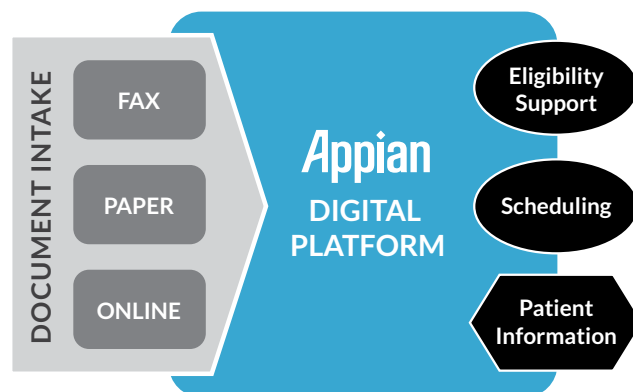 DOCUMENT INTAKE
FAX
PAPER
ONLINE
Appian
DIGITAL
PLATFORM
Eligibility
Support
Scheduling
Patient
Information